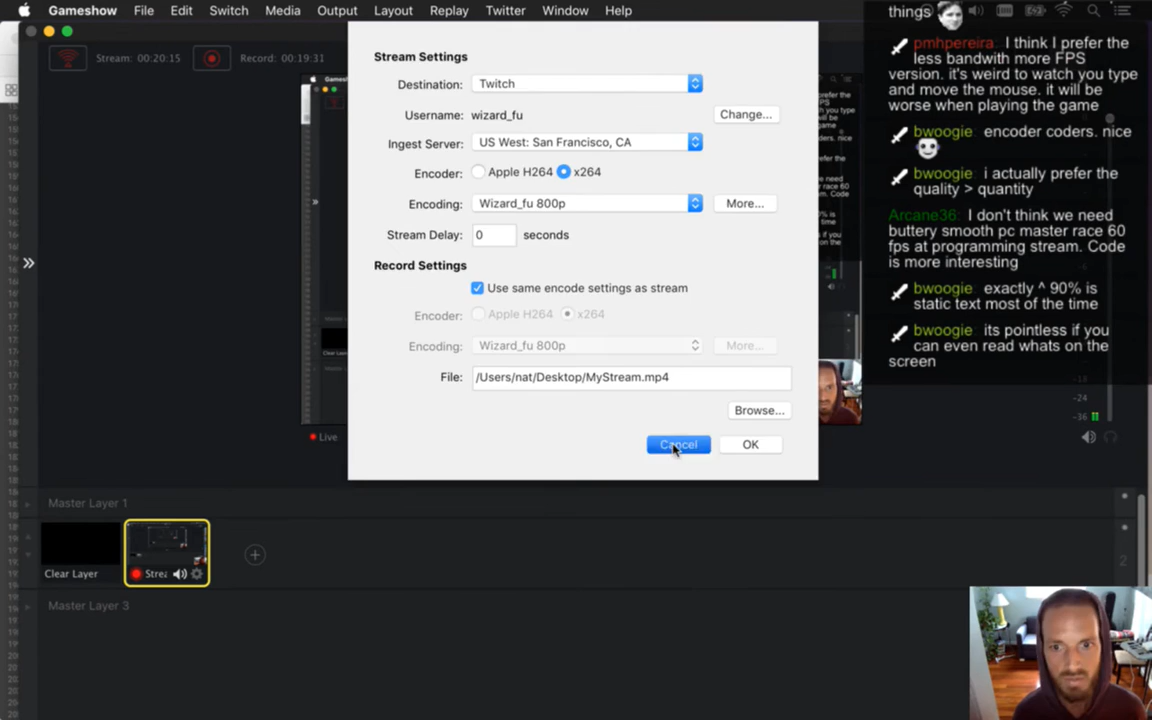 Gameshow File Edit Switch Media Output Layout Replay Twitter Window Help
Stream: 00:20:15
Record: 00:19:31
Stream Settings
Destination: Twitch
Username: wizard_fu Change...
Ingest Server: US West: San Francisco, CA
Encoder: Apple H264 x264
Encoding: Wizard_fu 800p More...
Stream Delay: 0 seconds
Record Settings
Use same encode settings as stream
Encoder: Apple H264 x264
Encoding: Wizard_fu 800p More...
File: /Users/nat/Desktop/MyStream.mp4
Browse...
Cancel OK
things
pmhpereira: I think I prefer the
less bandwith more FPS
version. it's weird to watch you type
and move the mouse. it will be
worse when playing the game
bwoogie: encoder coders. nice
bwoogie: i actually prefer the
quality > quantity
Arcane36: I don't think we need
buttery smooth pc master race 60
fps at programming stream. Code
is more interesting
bwoogie: exactly ^ 90% is
static text most of the time
bwoogie: its pointless if you
can even read whats on the
screen
-24
-36
Live
Master Layer 1
Clear Layer
Strea
2
Master Layer 3